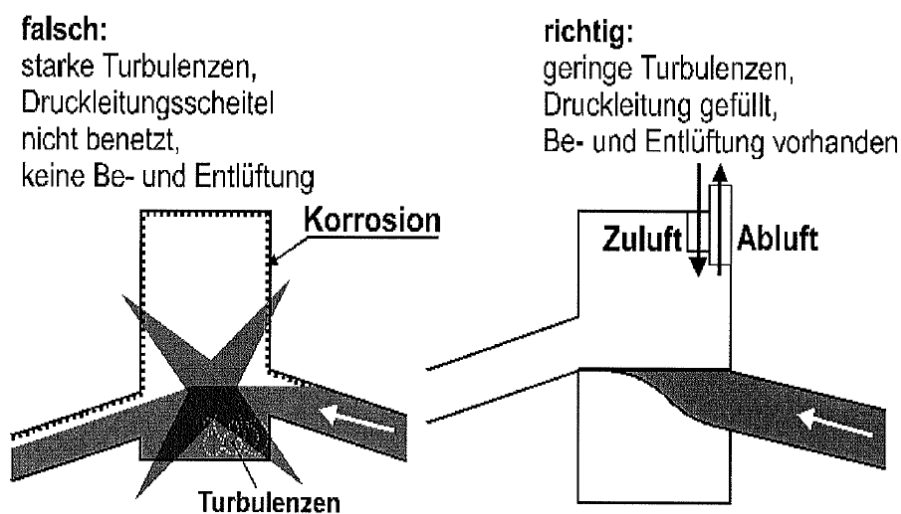 falsch:
starke Turbulenzen,
Druckleitungsscheitel
nicht benetzt,
keine Be- und Entlüftung
Korrosion
Turbulenzen
richtig:
geringe Turbulenzen,
Druckleitung gefüllt,
Be- und Entlüftung vorhanden
Zuluft
Abluft